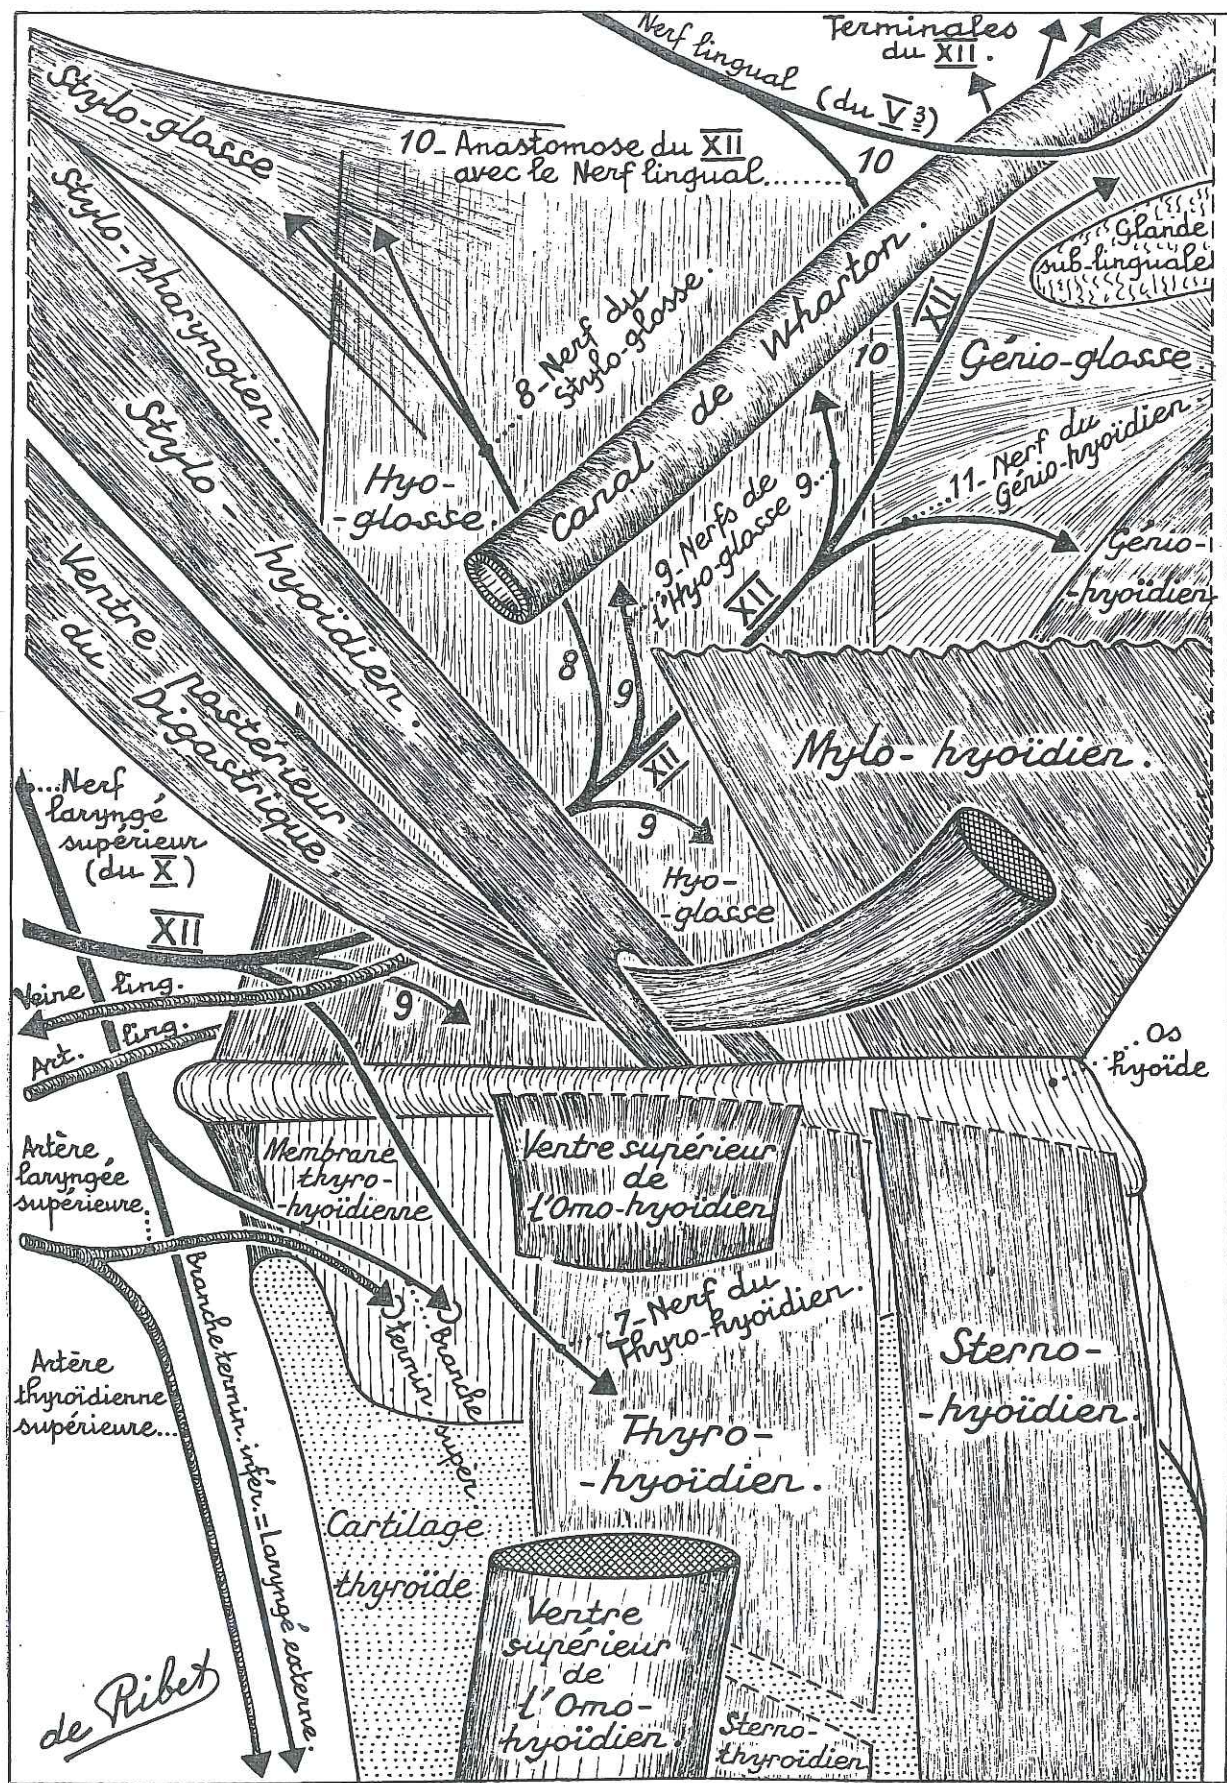 Nerf lingual (du V3)
Terminales
du XII.
Stylo-glosse
10_ Anastomose du XII
avec le Nerf lingual..........
10
Stylo-pharyngien.
Glande
sub-linguale
8-Nerf du
Stylo-glosse.
Canal de Wharton.
XII
10
Génio-glosse
Stylo-hyoïdien.
Hyo-
-glosse.
9-Nerfs de
l'Hyo-glosse 9...
11-Nerf du
Génio-hyoïdien.
Génio-
-hyoïdien
XII
Ventre postérieur
du Digastrique.
8
9
XII
9
Mylo-hyoïdien.
...Nerf
laryngé
supérieur
(du X)
Hyo-
-glosse
XII
Veine ling.
9
Art. ling.
...Os
hyoïde
Artère
laryngée
supérieure...
Membrane
thyro-
-hyoïdienne
Ventre supérieur
de
l'Omo-hyoïdien
7-Nerf du
Thyro-hyoïdien.
Branche
termin. supér.
Branche termin. infér. = Laryngé externe.
Artère
thyroïdienne
supérieure...
Sterno-
-hyoïdien.
Thyro-
-hyoïdien.
Cartilage
thyroïde
Ventre
supérieur
de
l'Omo-
hyoïdien.
Sterno-
thyroïdien
de Ribet